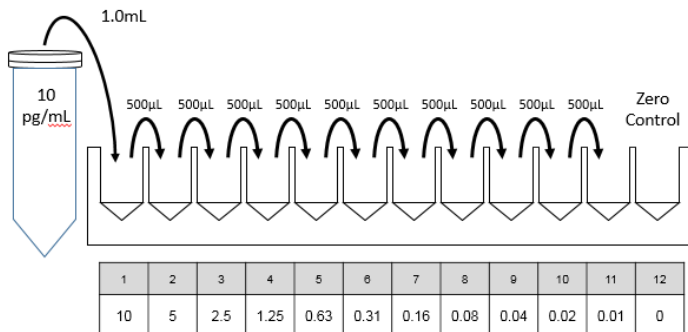 1.0mL
10
pg/mL
500µL 500µL 500µL 500µL 500µL 500µL 500µL 500µL 500µL 500µL
Zero
Control
1 2 3 4 5 6 7 8 9 10 11 12
10 5 2.5 1.25 0.63 0.31 0.16 0.08 0.04 0.02 0.01 0